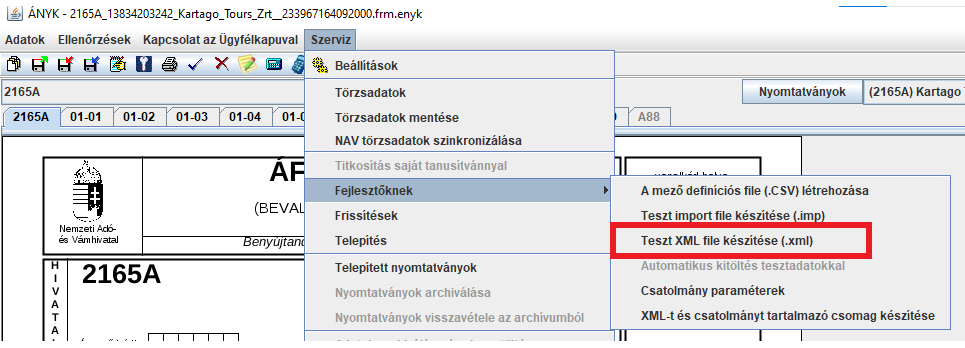 ÁNYK - 2165A_13834203242_Kartago_Tours_Zrt__233967164092000.frm.enyk
Adatok Ellenőrzések Kapcsolat az Ügyfélkapuval Szerviz
2165A
Nyomtatványok (2165A) Kartago
2165A 01-01 01-02 01-03 01-04 A88
Beállítások
Törzsadatok
Törzsadatok mentése
NAV törzsadatok szinkronizálása
Titkosítás saját tanusítvánnyal
Fejlesztőknek
Frissítések
Telepítés
Telepített nyomtatványok
Nyomtatványok archiválása
Nyomtatványok visszavétele az archivumból
A mező definíciós file (.CSV) létrehozása
Teszt import file készítése (.imp)
Teszt XML file készítése (.xml)
Automatikus kitöltés tesztadatokkal
Csatolmány paraméterek
XML-t és csatolmányt tartalmazó csomag készítése
Nemzeti Adó-
és Vámhivatal
ÁF
(BEVAL
Benyújtan
HIVATA
2165A